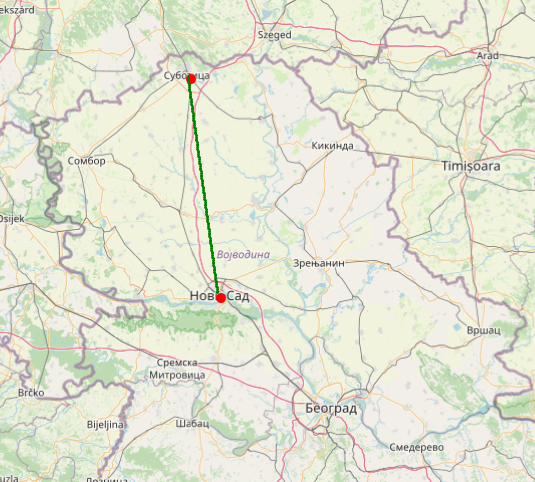 ekszárd
Szeged
Суботица
Arad
Кикинда
Сомбор
Timișoara
Osijek
Војводина
Зрењанин
Нови Сад
Вршац
Сремска
Митровица
Brčko
Београд
Bijeljina
Шабац
Смедерево
uzla